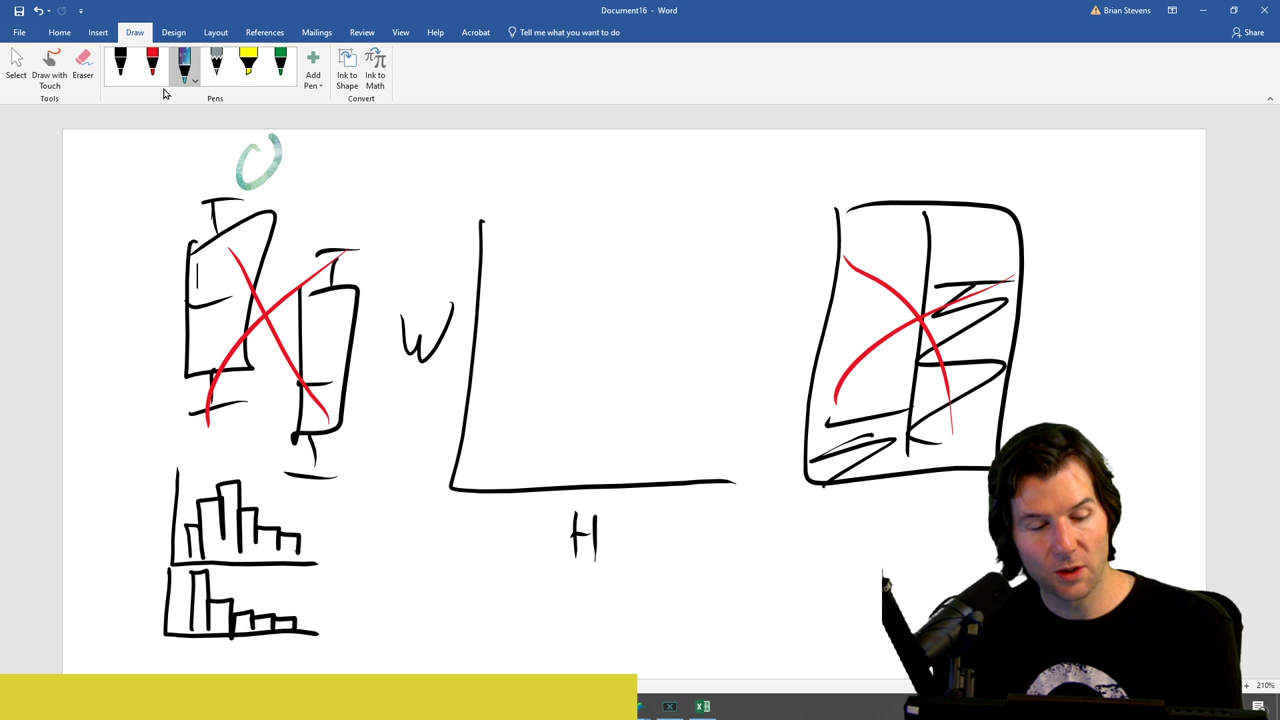 Document16 - Word
Brian Stevens
File Home Insert Draw Design Layout References Mailings Review View Help Acrobat Tell me what you want to do Share
Select Draw with Touch Eraser Add Pen Ink to Shape Ink to Math
Tools Pens Convert
W
H
210%